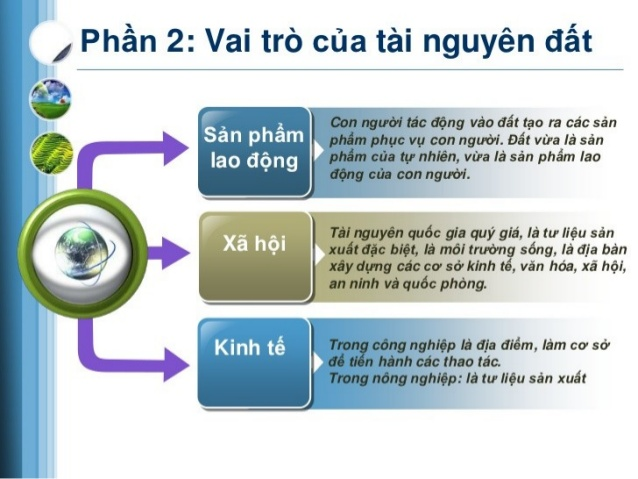 Phần 2: Vai trò của tài nguyên đất
Sản phẩm
lao động
Con người tác động vào đất tạo ra các sản
phẩm phục vụ con người. Đất vừa là sản
phẩm của tự nhiên, vừa là sản phẩm lao
động của con người.
Xã hội
Tài nguyên quốc gia quý giá, là tư liệu sản
xuất đặc biệt, là môi trường sống, là địa bàn
xây dựng các cơ sở kinh tế, văn hóa, xã hội,
an ninh và quốc phòng.
Kinh tế
Trong công nghiệp là địa điểm, làm cơ sở
để tiến hành các thao tác.
Trong nông nghiệp: là tư liệu sản xuất